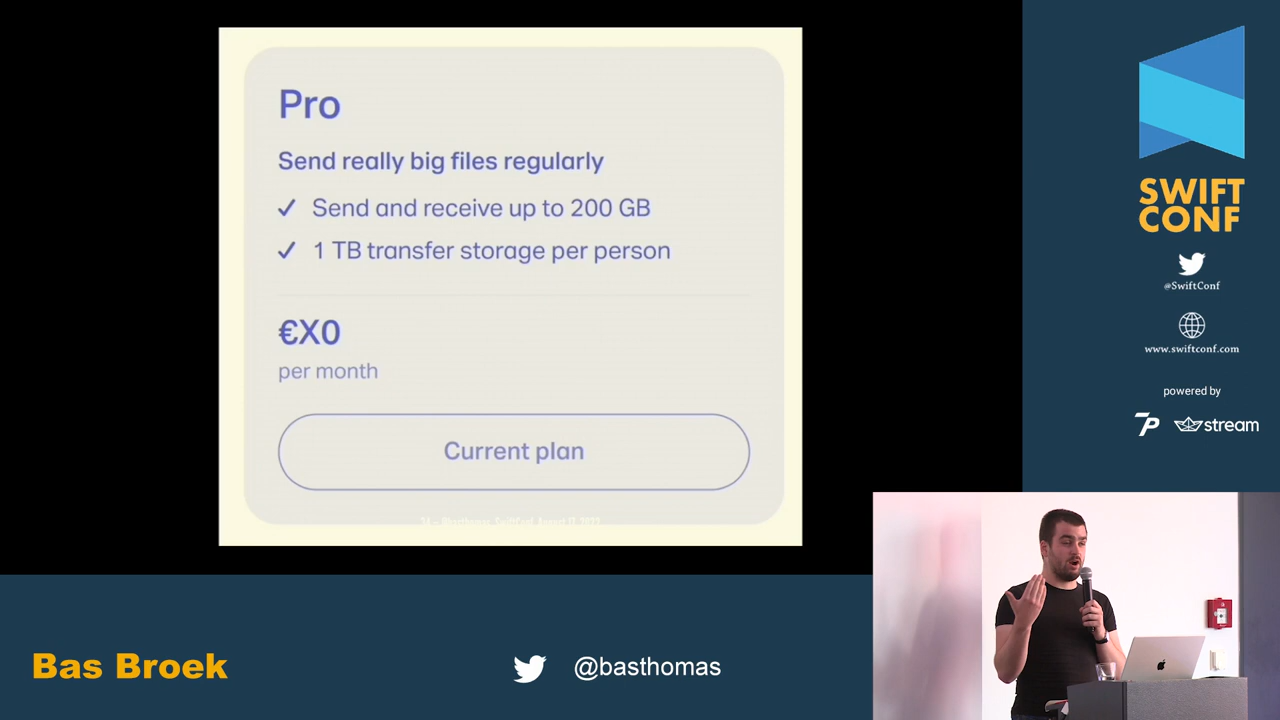 Pro
Send really big files regularly
✓ Send and receive up to 200 GB
✓ 1 TB transfer storage per person
€X0
per month
Current plan
SWIFT
CONF
@SwiftConf
www.swiftconf.com
powered by
7P stream
Bas Broek
@basthomas